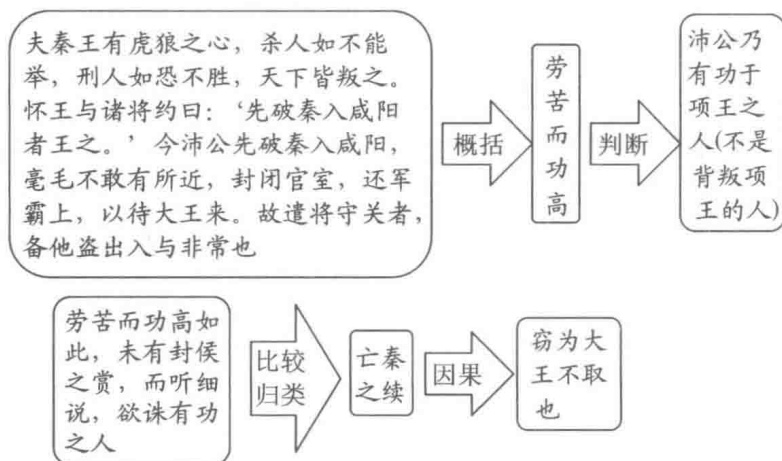 夫秦王有虎狼之心，杀人如不能
举，刑人如恐不胜，天下皆叛之。
怀王与诸将约曰：‘先破秦入咸阳
者王之。’今沛公先破秦入咸阳，
毫毛不敢有所近，封闭官室，还军
霸上，以待大王来。故遣将守关者，
备他盗出入与非常也
概括
劳
苦
而
功
高
判断
沛公乃
有功于
项王之
人(不是
背叛项
王的人)
劳苦而功高如
此，未有封侯
之赏，而听细
说，欲诛有功
之人
比较
归类
亡秦
之续
因果
窃为大
王不取
也